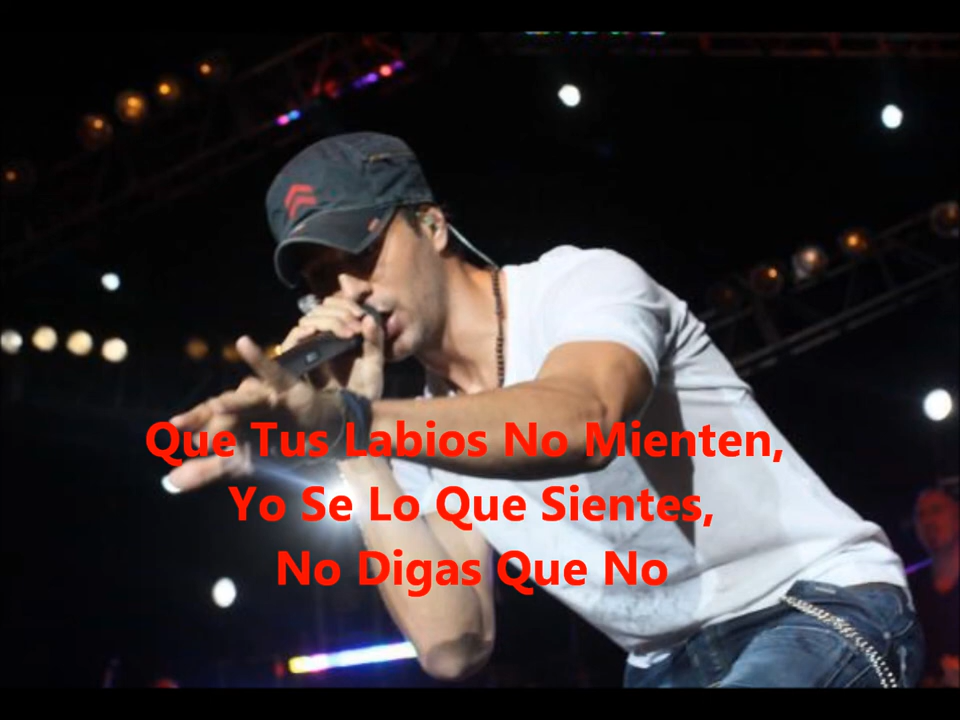 Que Tus Labios No Mienten,
Yo Se Lo Que Sientes,
No Digas Que No